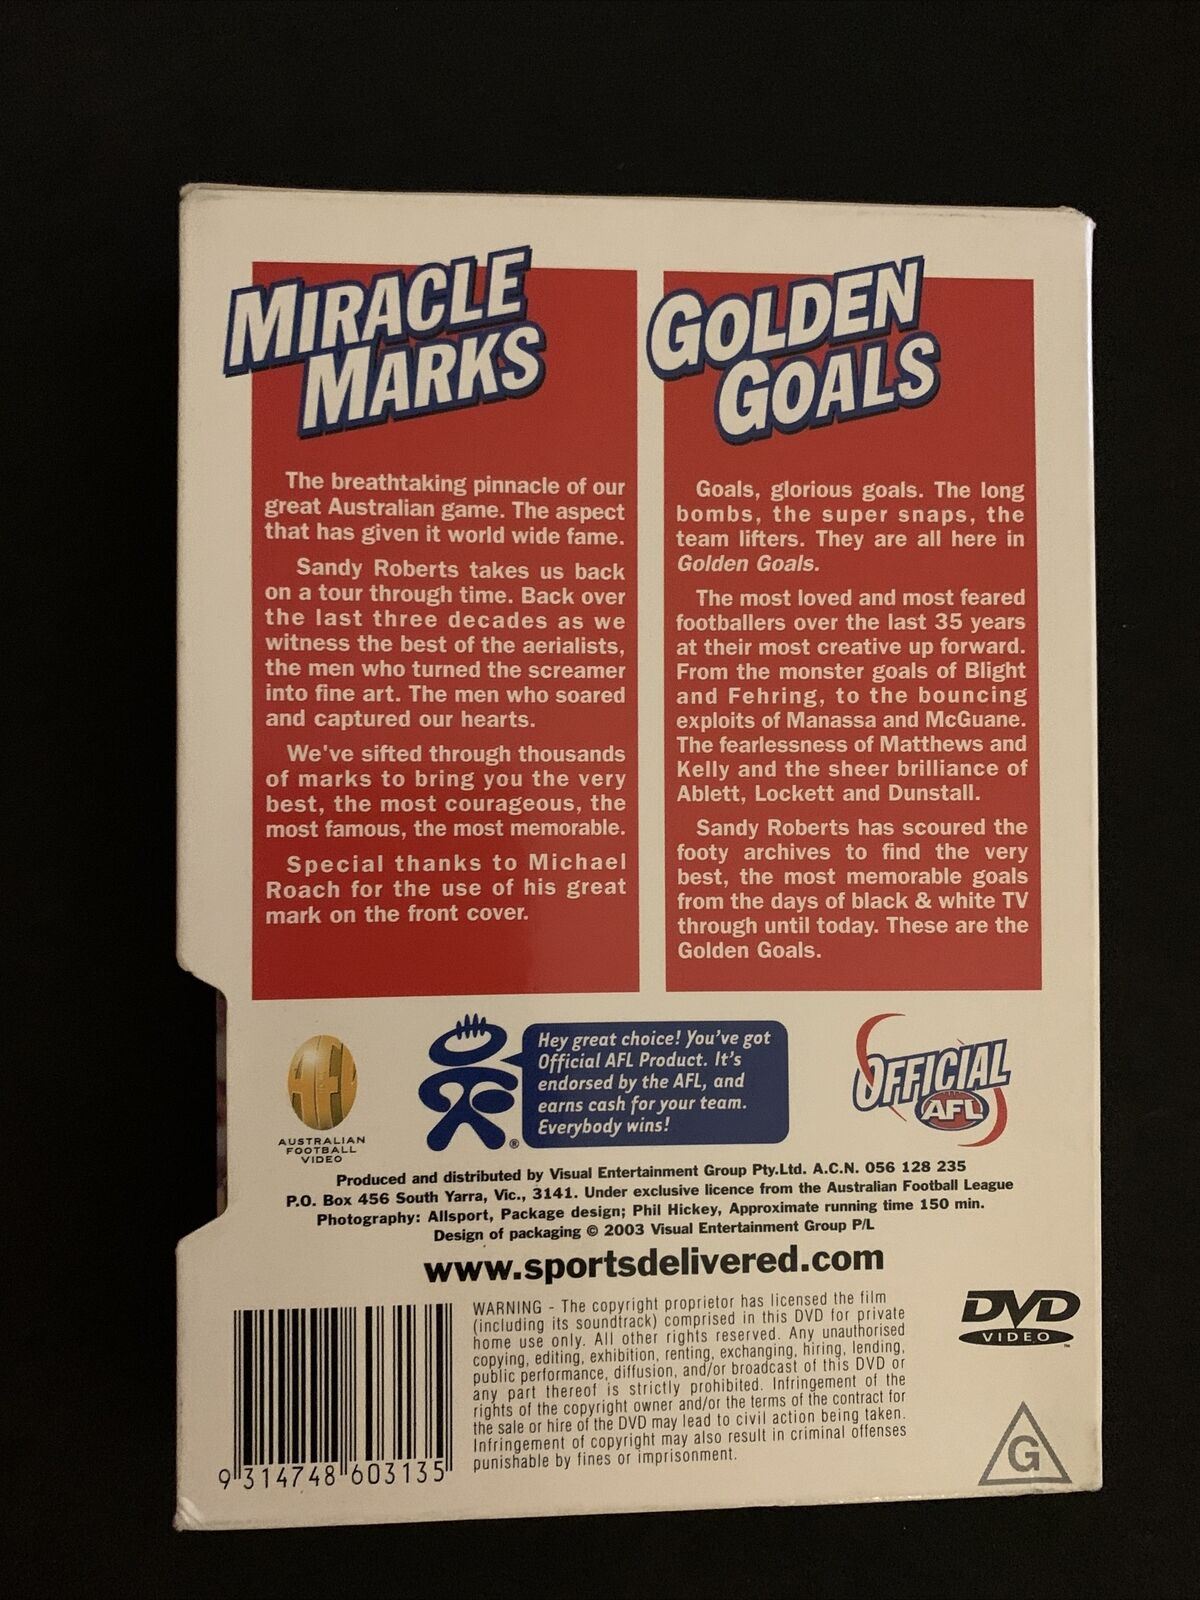 MIRACLE
MARKS
The breathtaking pinnacle of our
great Australian game. The aspect
that has given it world wide fame.
Sandy Roberts takes us back
on a tour through time. Back over
the last three decades as we
witness the best of the aerialists,
the men who turned the screamer
into fine art. The men who soared
and captured our hearts.
We've sifted through thousands
of marks to bring you the very
best, the most courageous, the
most famous, the most memorable.
Special thanks to Michael
Roach for the use of his great
mark on the front cover.
GOLDEN
GOALS
Goals, glorious goals. The long
bombs, the super snaps, the
team lifters. They are all here in
Golden Goals.
The most loved and most feared
footballers over the last 35 years
at their most creative up forward.
From the monster goals of Blight
and Fehring, to the bouncing
exploits of Manassa and McGuane.
The fearlessness of Matthews and
Kelly and the sheer brilliance of
Ablett, Lockett and Dunstall.
Sandy Roberts has scoured the
footy archives to find the very
best, the most memorable goals
from the days of black & white TV
through until today. These are the
Golden Goals.
AFV
AUSTRALIAN
FOOTBALL
VIDEO
®
Hey great choice! You've got
Official AFL Product. It's
endorsed by the AFL, and
earns cash for your team.
Everybody wins!
OFFICIAL
AFL
Produced and distributed by Visual Entertainment Group Pty.Ltd. A.C.N. 056 128 235
P.O. Box 456 South Yarra, Vic., 3141. Under exclusive licence from the Australian Football League
Photography: Allsport, Package design; Phil Hickey, Approximate running time 150 min.
Design of packaging © 2003 Visual Entertainment Group P/L
www.sportsdelivered.com
9 314748 603135
WARNING - The copyright proprietor has licensed the film
(including its soundtrack) comprised in this DVD for private
home use only. All other rights reserved. Any unauthorised
copying, editing, exhibition, renting, exchanging, hiring, lending,
public performance, diffusion, and/or broadcast of this DVD or
any part thereof is strictly prohibited. Infringement of the
rights of the copyright owner and/or the terms of the contract for
the sale or hire of the DVD may lead to civil action being taken.
Infringement of copyright may also result in criminal offenses
punishable by fines or imprisonment.
DVD
VIDEO
™
G